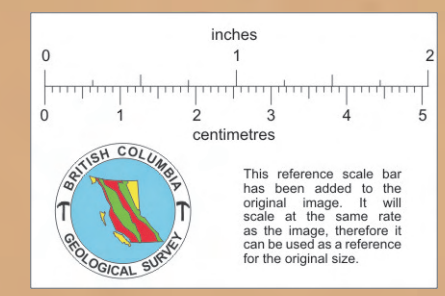 inches
0 1 2
0 1 2 3 4 5
centimetres
BRITISH COLUMBIA
GEOLOGICAL SURVEY
This reference scale bar
has been added to the
original image. It will
scale at the same rate
as the image, therefore it
can be used as a reference
for the original size.